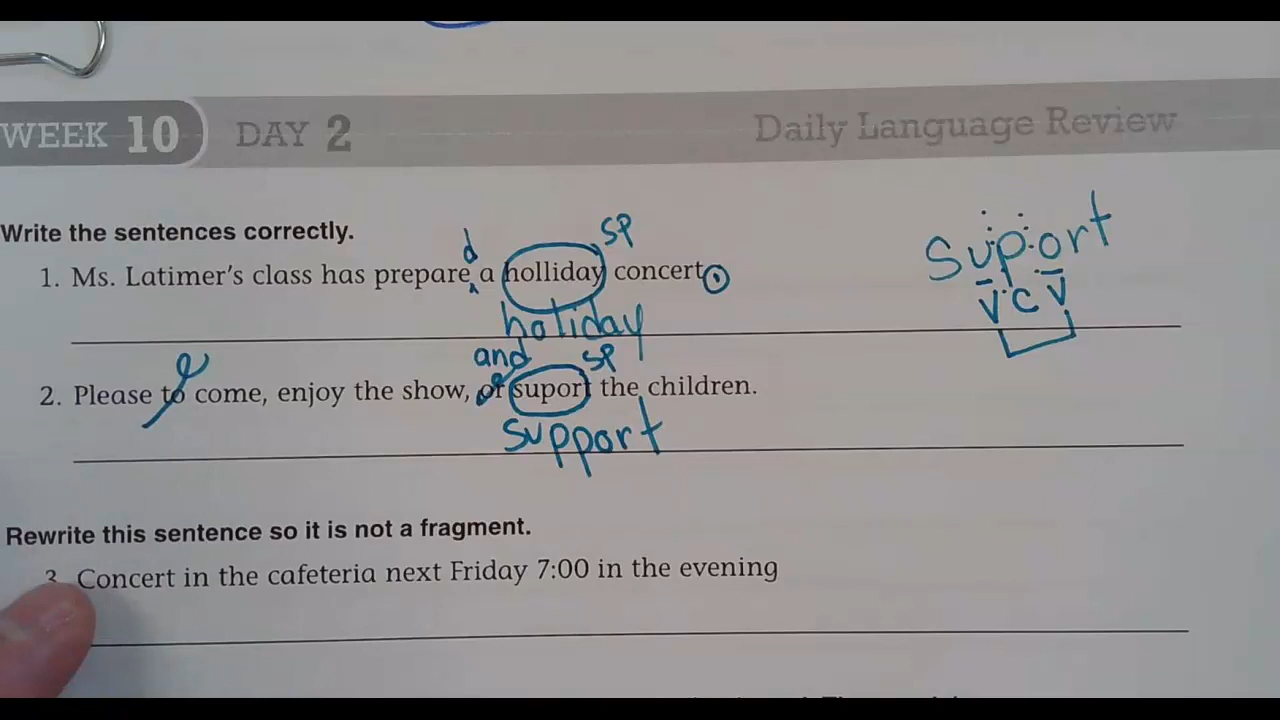 WEEK 10 DAY 2 Daily Language Review
Write the sentences correctly.
sp
d
1. Ms. Latimer's class has prepare a holliday concert.
holiday
Suport
v c v
and sp
2. Please to come, enjoy the show, or suport the children.
support
Rewrite this sentence so it is not a fragment.
3. Concert in the cafeteria next Friday 7:00 in the evening